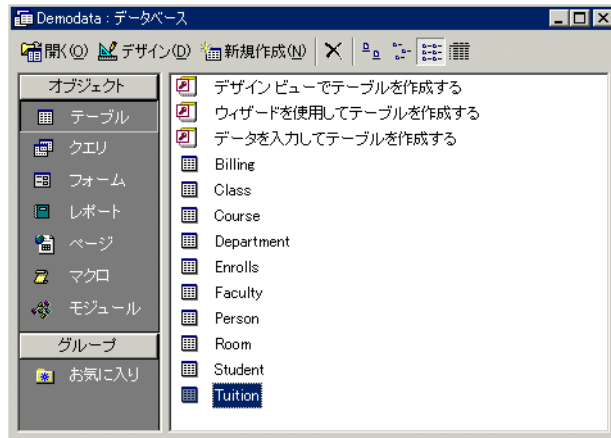 Demodata : データベース
開く(O) デザイン(D) 新規作成(N)
オブジェクト
テーブル
クエリ
フォーム
レポート
ページ
マクロ
モジュール
グループ
お気に入り
デザイン ビューでテーブルを作成する
ウィザードを使用してテーブルを作成する
データを入力してテーブルを作成する
Billing
Class
Course
Department
Enrolls
Faculty
Person
Room
Student
Tuition